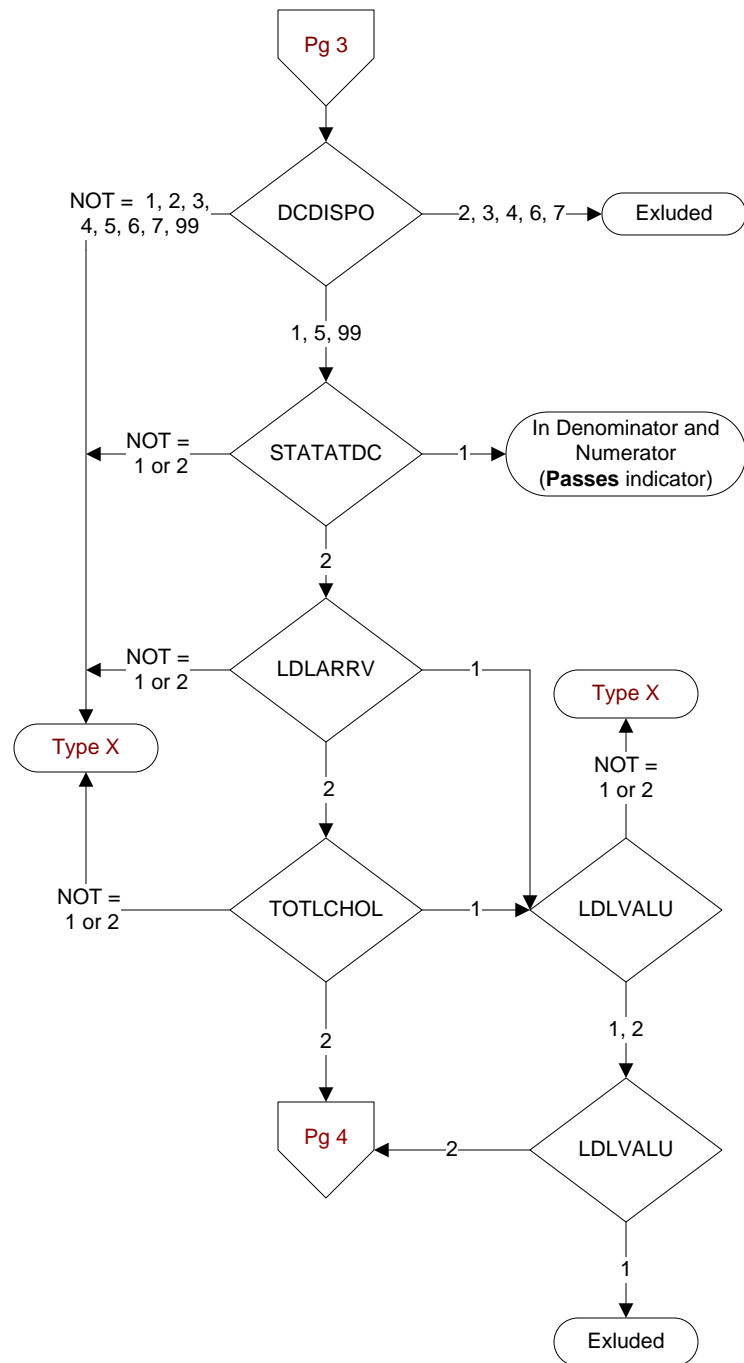 Pg 3
NOT = 1, 2, 3,
4, 5, 6, 7, 99
DCDISPO
2, 3, 4, 6, 7
Exluded
1, 5, 99
NOT =
1 or 2
STATATDC
1
In Denominator and
Numerator
(Passes indicator)
2
NOT =
1 or 2
LDLARRV
1
Type X
Type X
NOT =
1 or 2
2
NOT =
1 or 2
TOTLCHOL
1
LDLVALU
2
1, 2
Pg 4
2
LDLVALU
1
Exluded